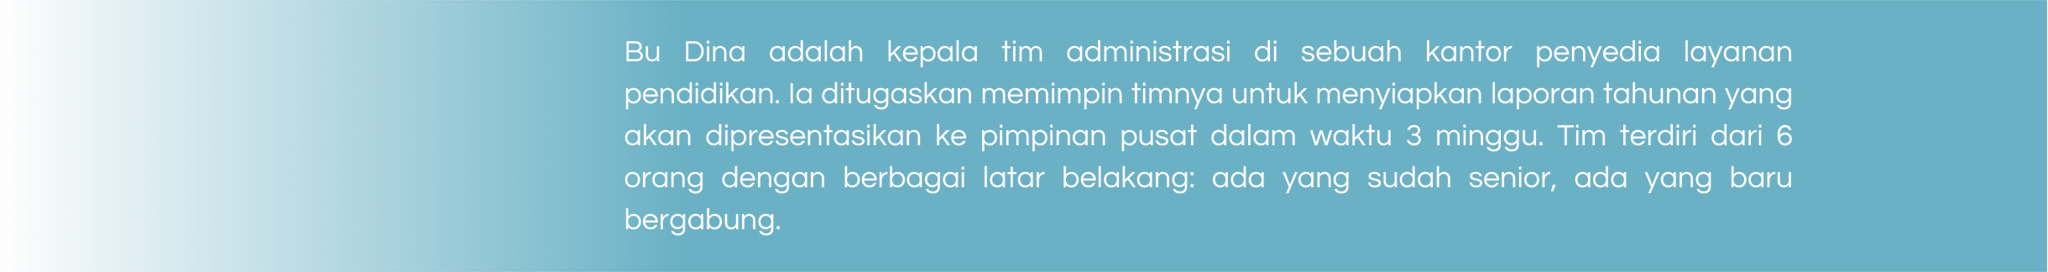 Bu Dina adalah kepala tim administrasi di sebuah kantor penyedia layanan
pendidikan. Ia ditugaskan memimpin timnya untuk menyiapkan laporan tahunan yang
akan dipresentasikan ke pimpinan pusat dalam waktu 3 minggu. Tim terdiri dari 6
orang dengan berbagai latar belakang: ada yang sudah senior, ada yang baru
bergabung.